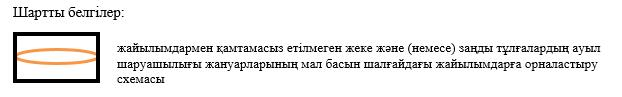 Шартты белгілер:
жайылымдармен қамтамасыз етілмеген жеке және (немесе) заңды тұлғалардың ауыл
шаруашылығы жануарларының мал басын шалғайдағы жайылымдарға орналастыру
схемасы